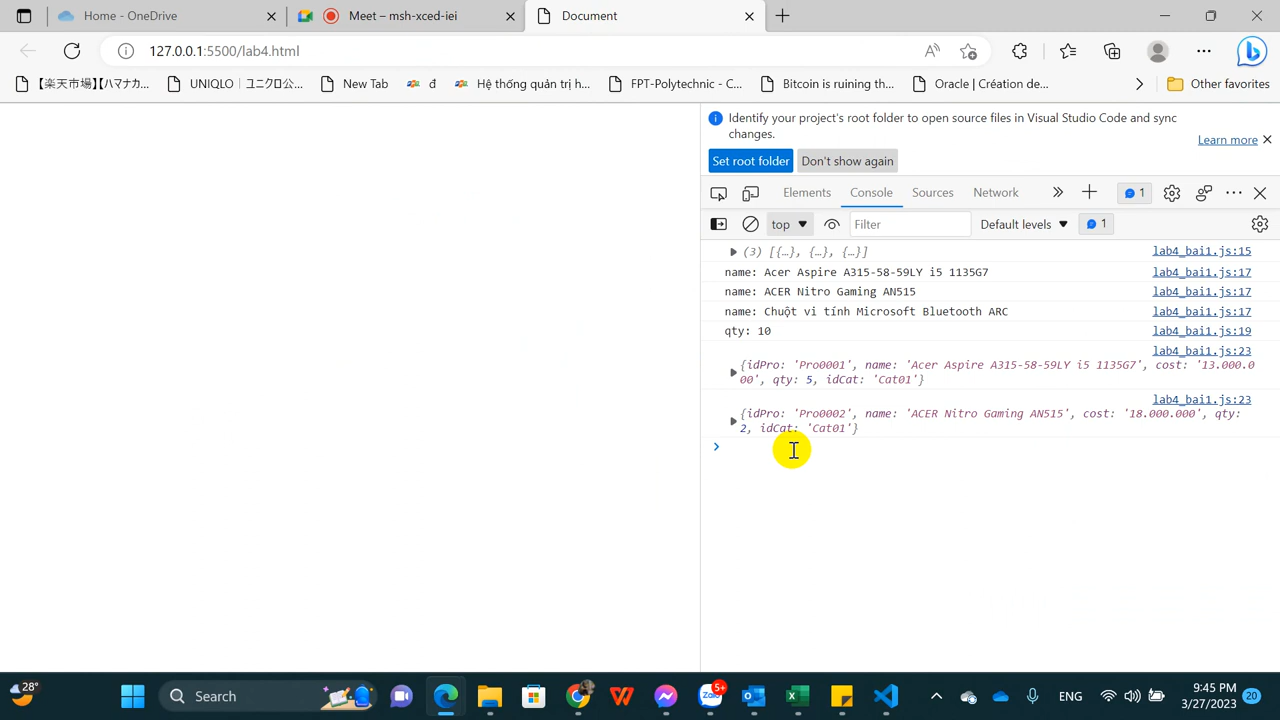 Home - OneDrive
Meet – msh-xced-iei
Document
127.0.0.1:5500/lab4.html
【楽天市場】【ハマナカ...
UNIQLO｜ユニクロ公...
New Tab
đ
Hệ thống quản trị h...
FPT-Polytechnic - C...
Bitcoin is ruining th...
Oracle | Création de...
Other favorites
Identify your project's root folder to open source files in Visual Studio Code and sync
changes.
Learn more
Set root folder
Don't show again
Elements
Console
Sources
Network
1
top
Filter
Default levels
1
(3) [{…}, {…}, {…}]
lab4_bai1.js:15
name: Acer Aspire A315-58-59LY i5 1135G7
lab4_bai1.js:17
name: ACER Nitro Gaming AN515
lab4_bai1.js:17
name: Chuột vi tính Microsoft Bluetooth ARC
lab4_bai1.js:17
qty: 10
lab4_bai1.js:19
lab4_bai1.js:23
{idPro: 'Pro0001', name: 'Acer Aspire A315-58-59LY i5 1135G7', cost: '13.000.0
00', qty: 5, idCat: 'Cat01'}
lab4_bai1.js:23
{idPro: 'Pro0002', name: 'ACER Nitro Gaming AN515', cost: '18.000.000', qty:
2, idCat: 'Cat01'}
28°
Search
5+
Zalo
ENG
9:45 PM
3/27/2023
20